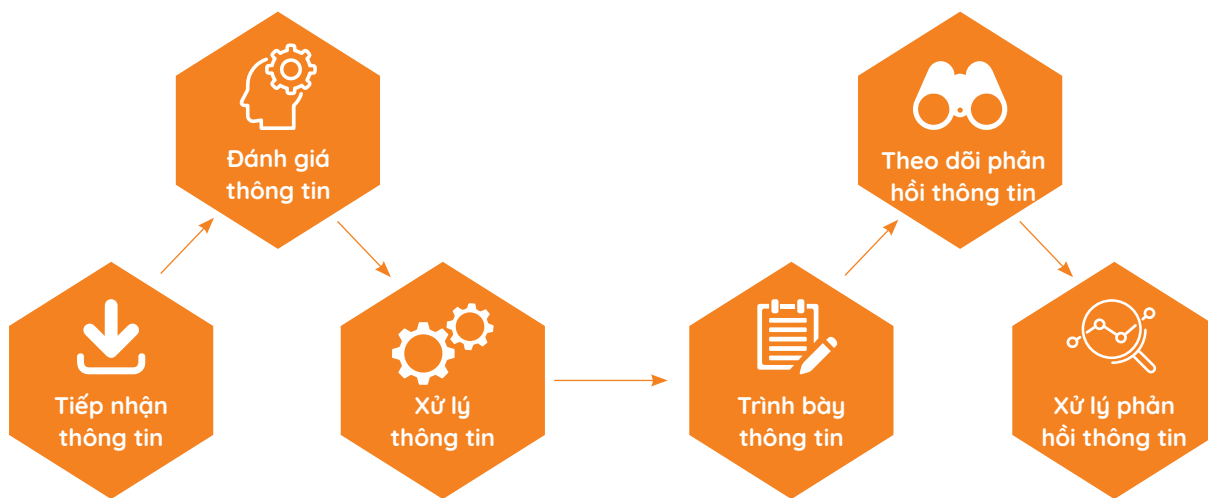 Tiếp nhận
thông tin
Đánh giá
thông tin
Xử lý
thông tin
Trình bày
thông tin
Theo dõi phản
hồi thông tin
Xử lý phản
hồi thông tin